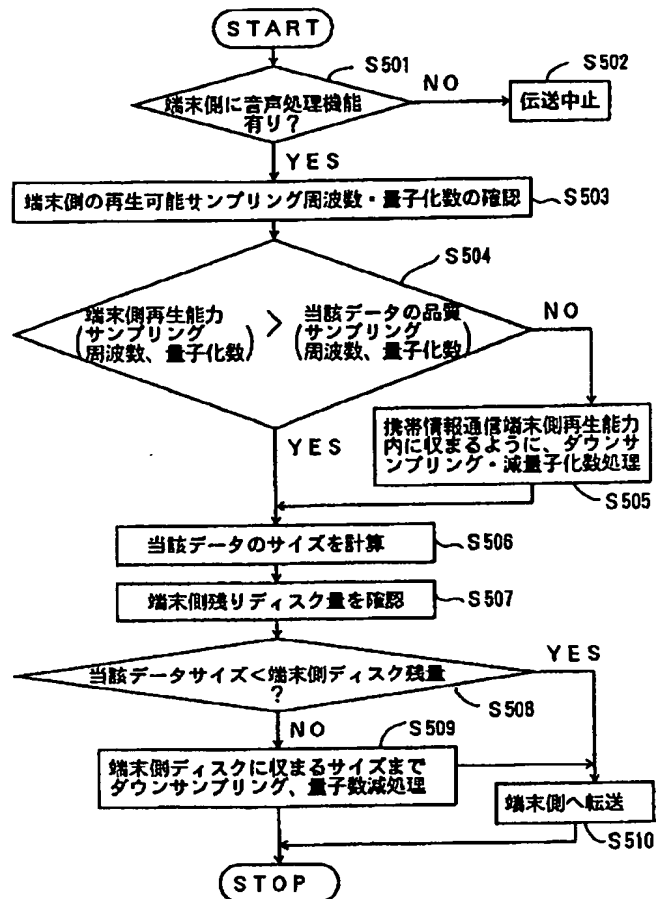 START
S501
端末側に音声処理機能
有り?
NO
S502
伝送中止
YES
端末側の再生可能サンプリング周波数・量子化数の確認
S503
S504
端末側再生能力
(サンプリング
周波数、量子化数)
>
当該データの品質
(サンプリング
周波数、量子化数)
NO
YES
携帯情報通信端末側再生能力
内に収まるように、ダウンサ
ンプリング・減量子化数処理
S505
当該データのサイズを計算
S506
端末側残りディスク量を確認
S507
当該データサイズ<端末側ディスク残量
?
YES
S508
NO
S509
端末側ディスクに収まるサイズまで
ダウンサンプリング、量子数減処理
端末側へ転送
S510
STOP